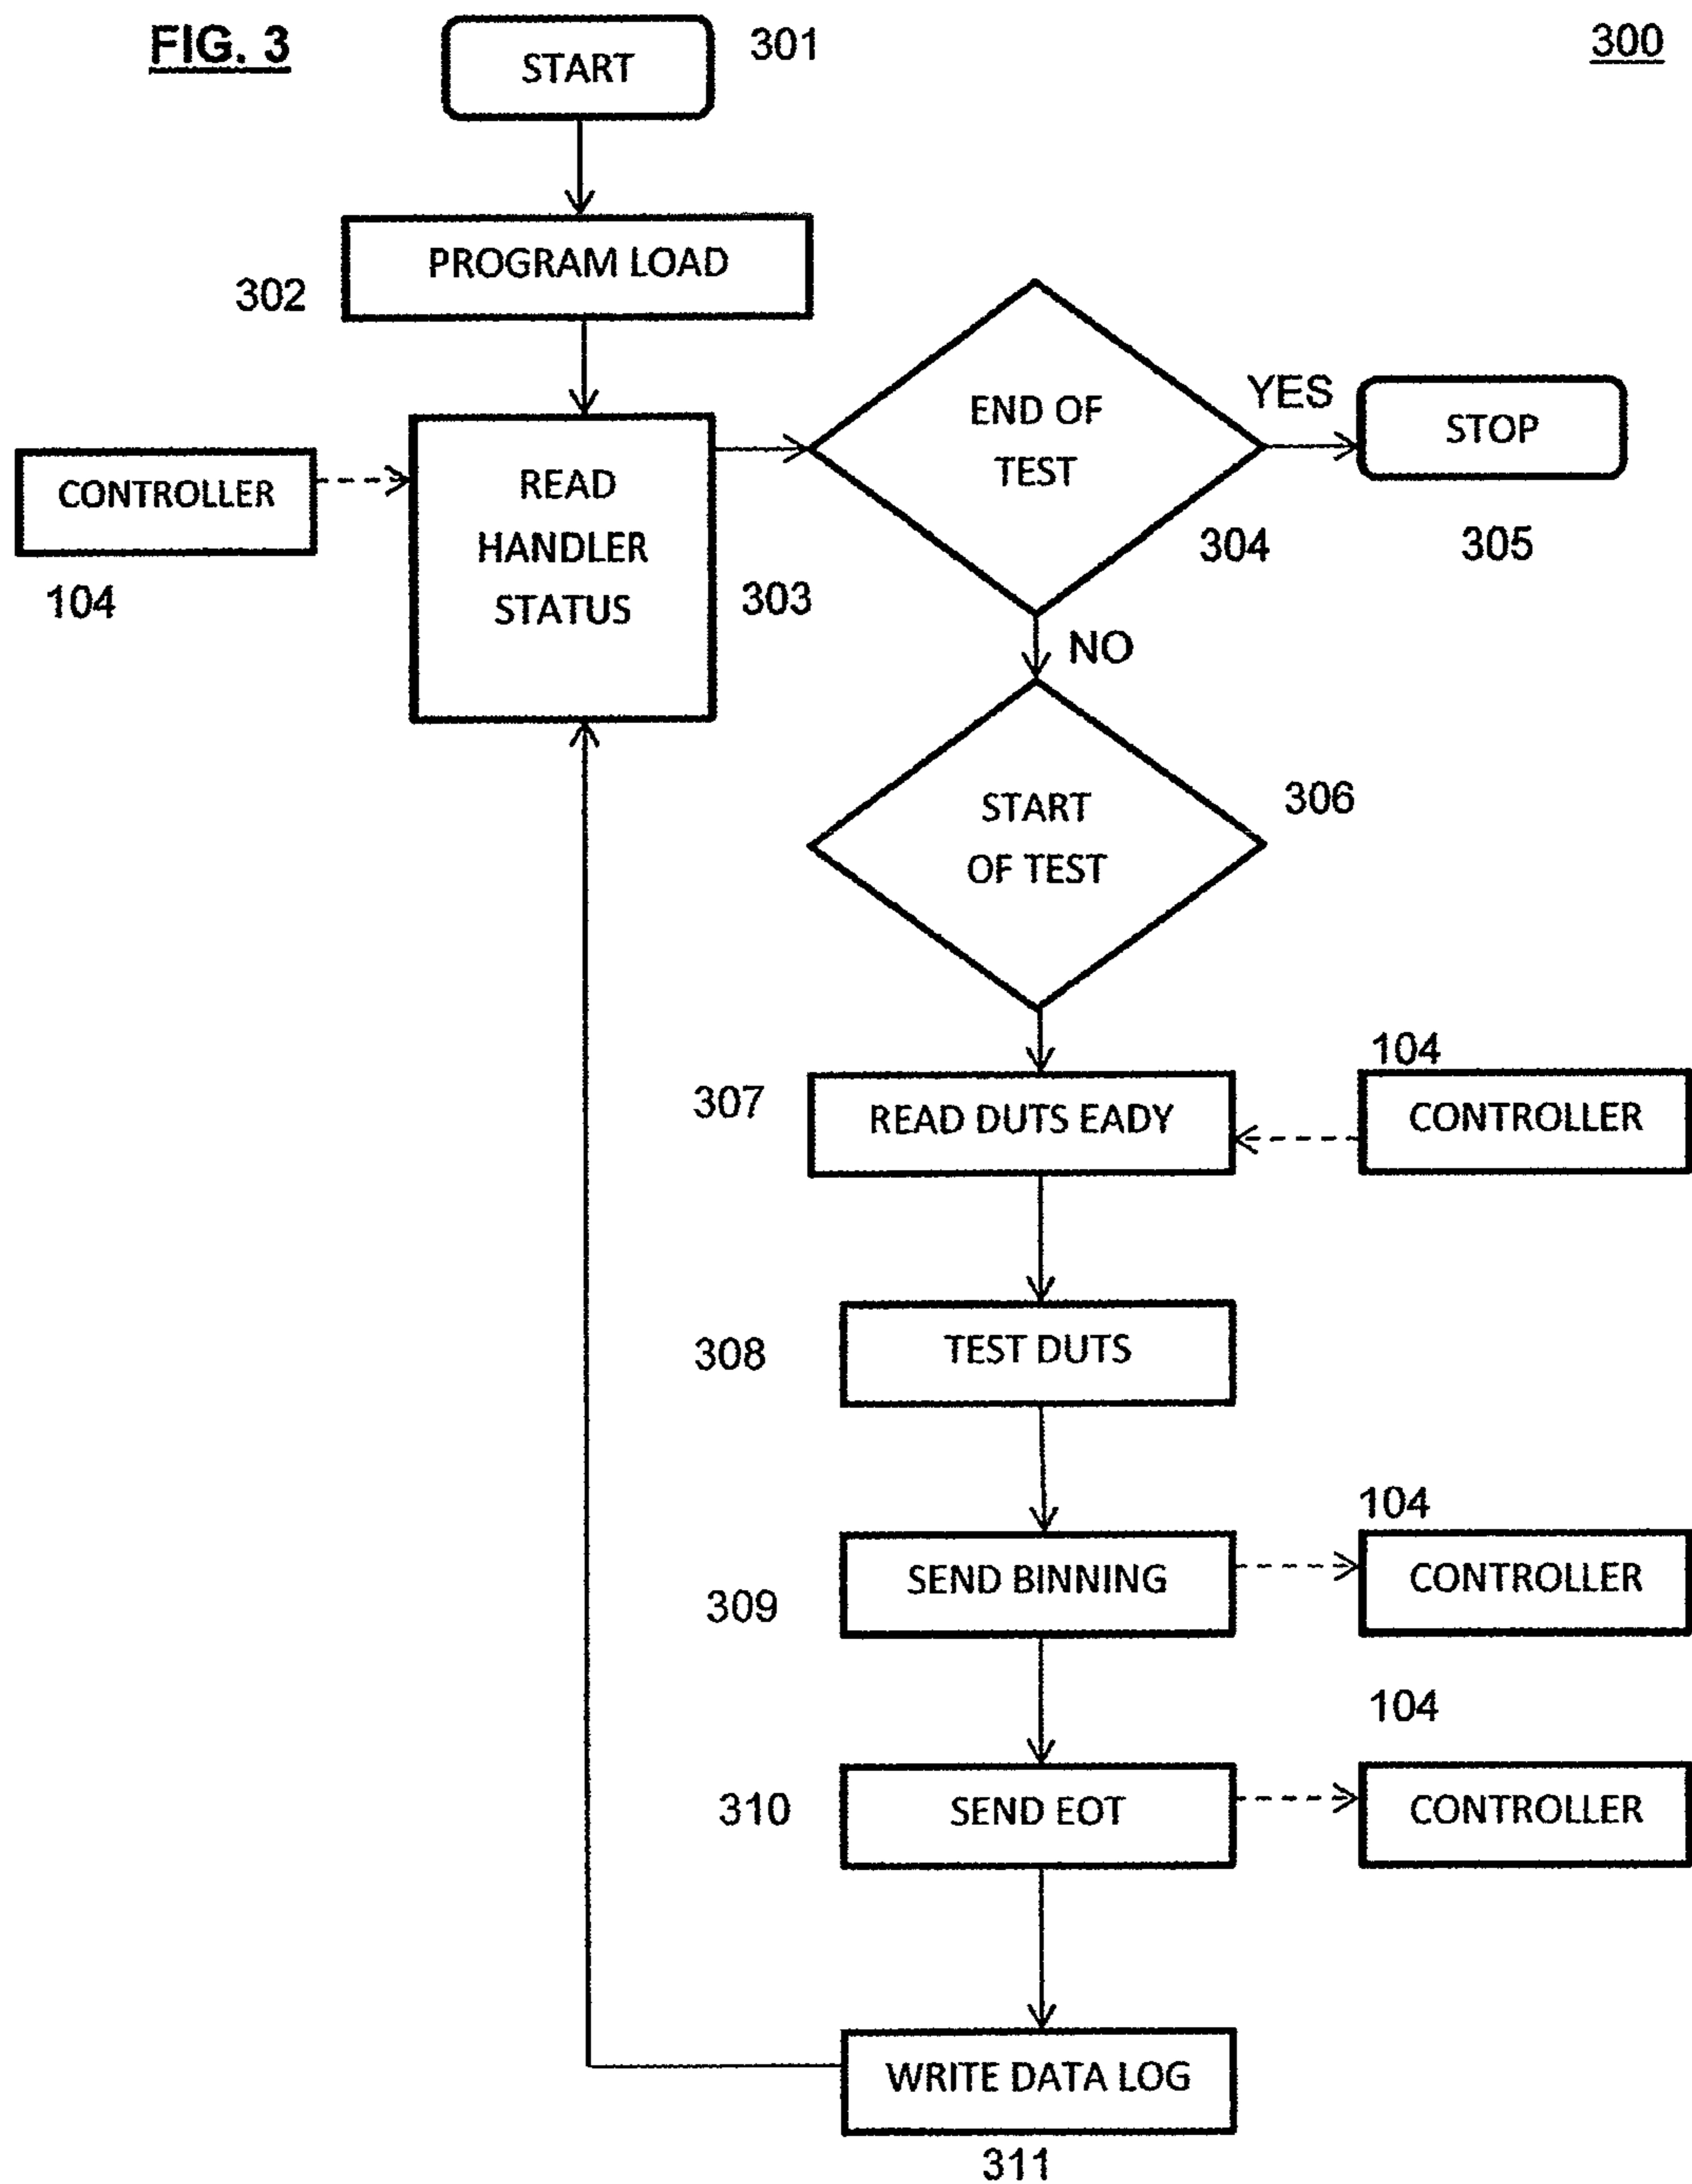 FIG. 3
START
301
300
PROGRAM LOAD
302
END OF
TEST
YES
STOP
304
305
CONTROLLER
104
READ
HANDLER
STATUS
303
NO
START
OF TEST
306
307
READ DUTS EADY
104
CONTROLLER
308
TEST DUTS
309
SEND BINNING
104
CONTROLLER
310
SEND EOT
104
CONTROLLER
WRITE DATA LOG
311